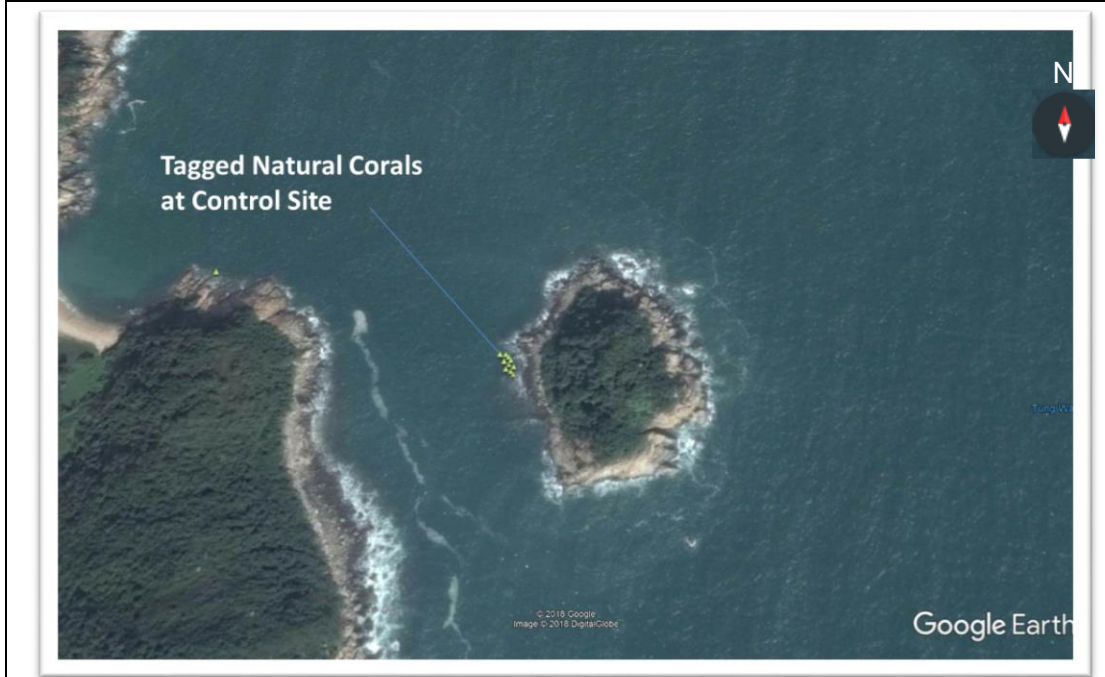 N
Tagged Natural Corals
at Control Site
© 2018 Google
Image © 2018 DigitalGlobe
Google Earth